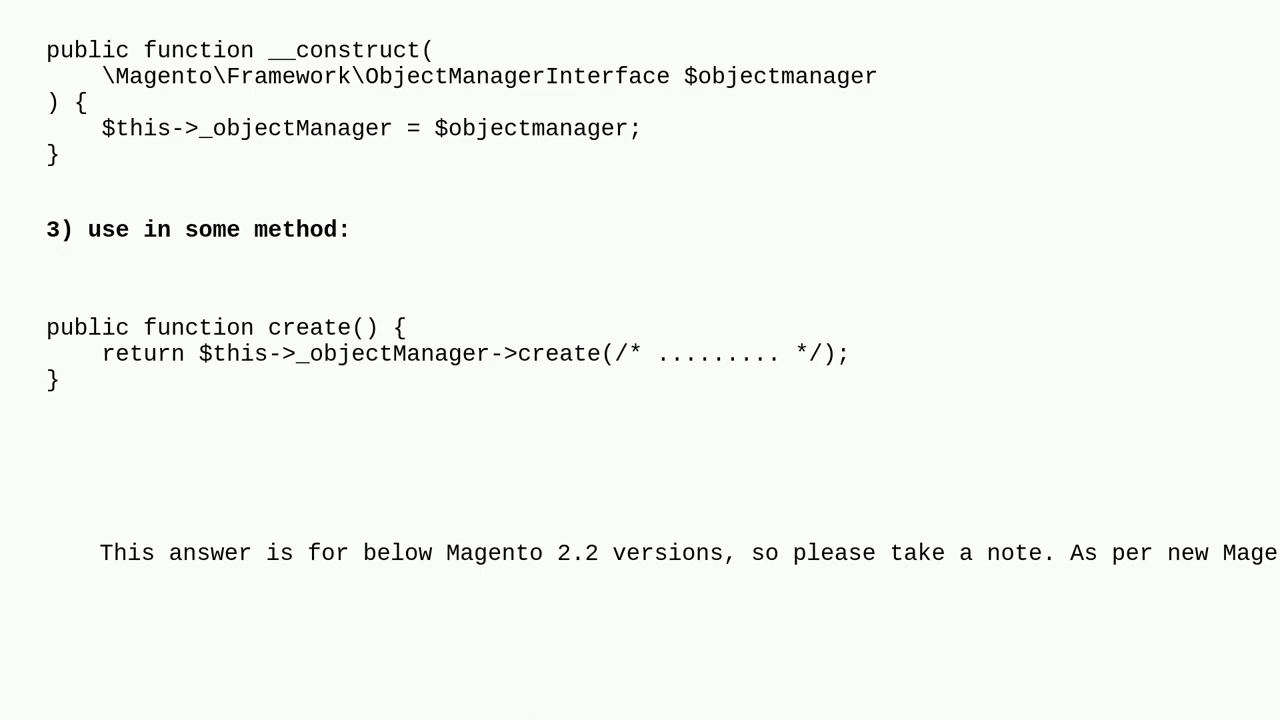 public function __construct(
    \Magento\Framework\ObjectManagerInterface $objectmanager
) {
    $this->_objectManager = $objectmanager;
}
3) use in some method:
public function create() {
    return $this->_objectManager->create(/* ......... */);
}
This answer is for below Magento 2.2 versions, so please take a note. As per new Mage